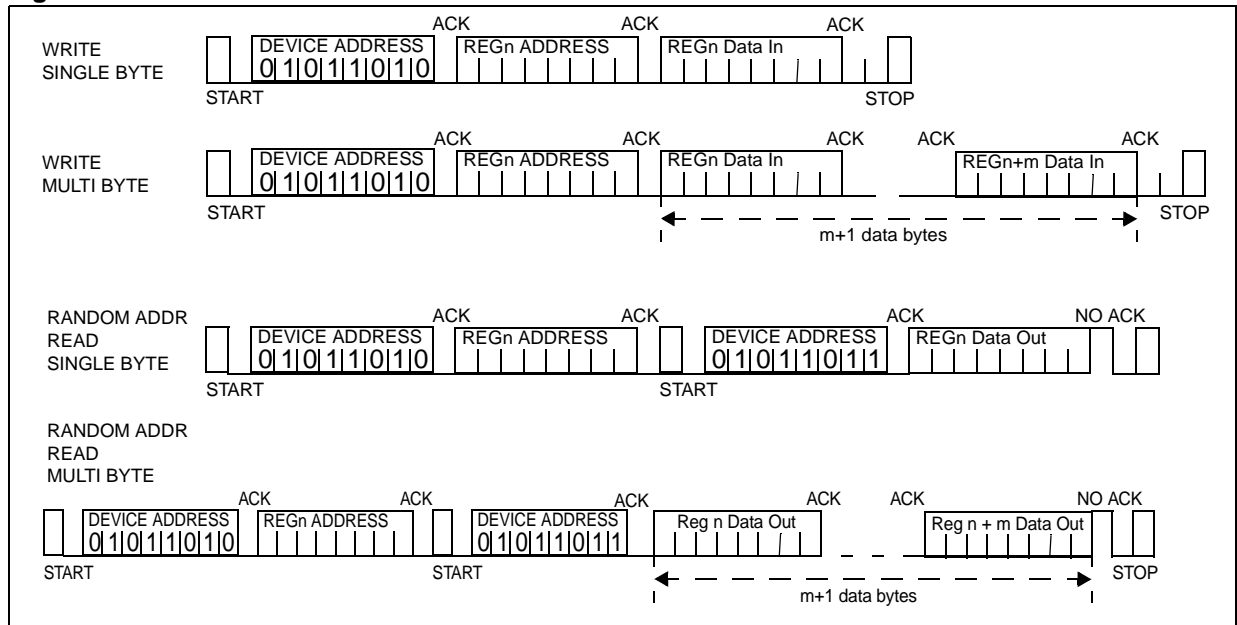 ACK ACK ACK
WRITE
SINGLE BYTE
DEVICE ADDRESS REGn ADDRESS REGn Data In
0 1 0 1 1 0 1 0
START STOP
ACK ACK ACK ACK ACK
WRITE
MULTI BYTE
DEVICE ADDRESS REGn ADDRESS REGn Data In REGn+m Data In
0 1 0 1 1 0 1 0
START STOP
m+1 data bytes
RANDOM ADDR
READ
SINGLE BYTE
ACK ACK ACK NO ACK
DEVICE ADDRESS REGn ADDRESS DEVICE ADDRESS REGn Data Out
0 1 0 1 1 0 1 0 0 1 0 1 1 0 1 1
START START
RANDOM ADDR
READ
MULTI BYTE
ACK ACK ACK ACK ACK NO ACK
DEVICE ADDRESS REGn ADDRESS DEVICE ADDRESS Reg n Data Out Reg n + m Data Out
0 1 0 1 1 0 1 0 0 1 0 1 1 0 1 1
START START STOP
m+1 data bytes